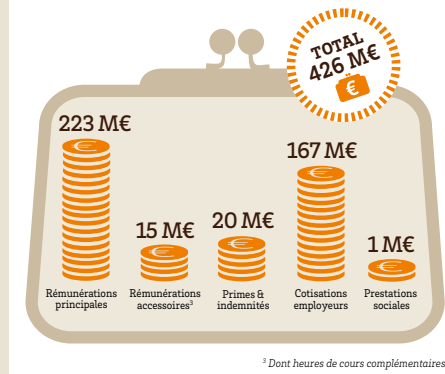 TOTAL
426 M€
€
223 M€
167 M€
15 M€
20 M€
1 M€
€
€
€
€
€
Rémunérations
principales
Rémunérations
accessoires³
Primes &
indemnités
Cotisations
employeurs
Prestations
sociales
³ Dont heures de cours complémentaires